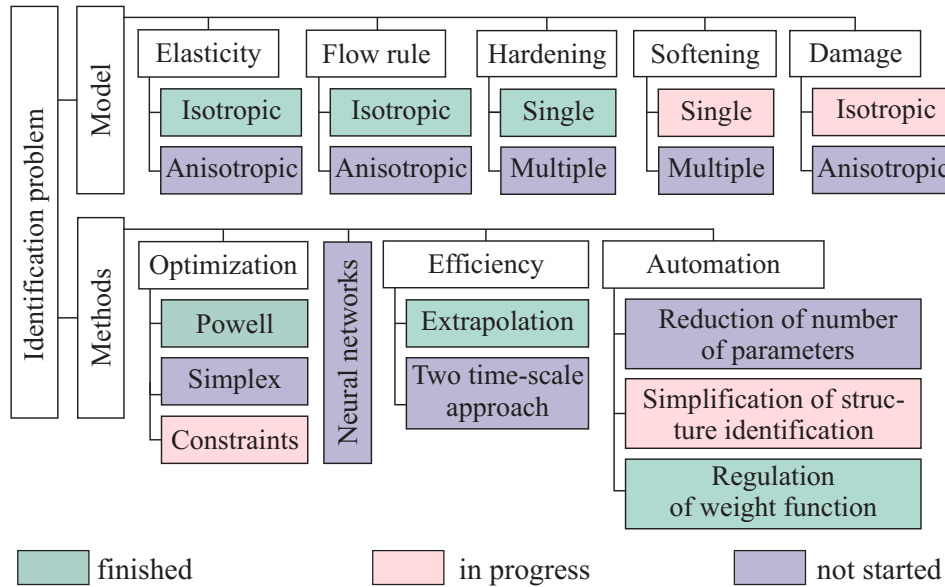 Identification problem
Model
Elasticity
Flow rule
Hardening
Softening
Damage
Isotropic
Isotropic
Single
Single
Isotropic
Anisotropic
Anisotropic
Multiple
Multiple
Anisotropic
Methods
Optimization
Neural networks
Efficiency
Automation
Powell
Simplex
Constraints
Extrapolation
Two time-scale
approach
Reduction of number
of parameters
Simplification of struc-
ture identification
Regulation
of weight function
finished
in progress
not started